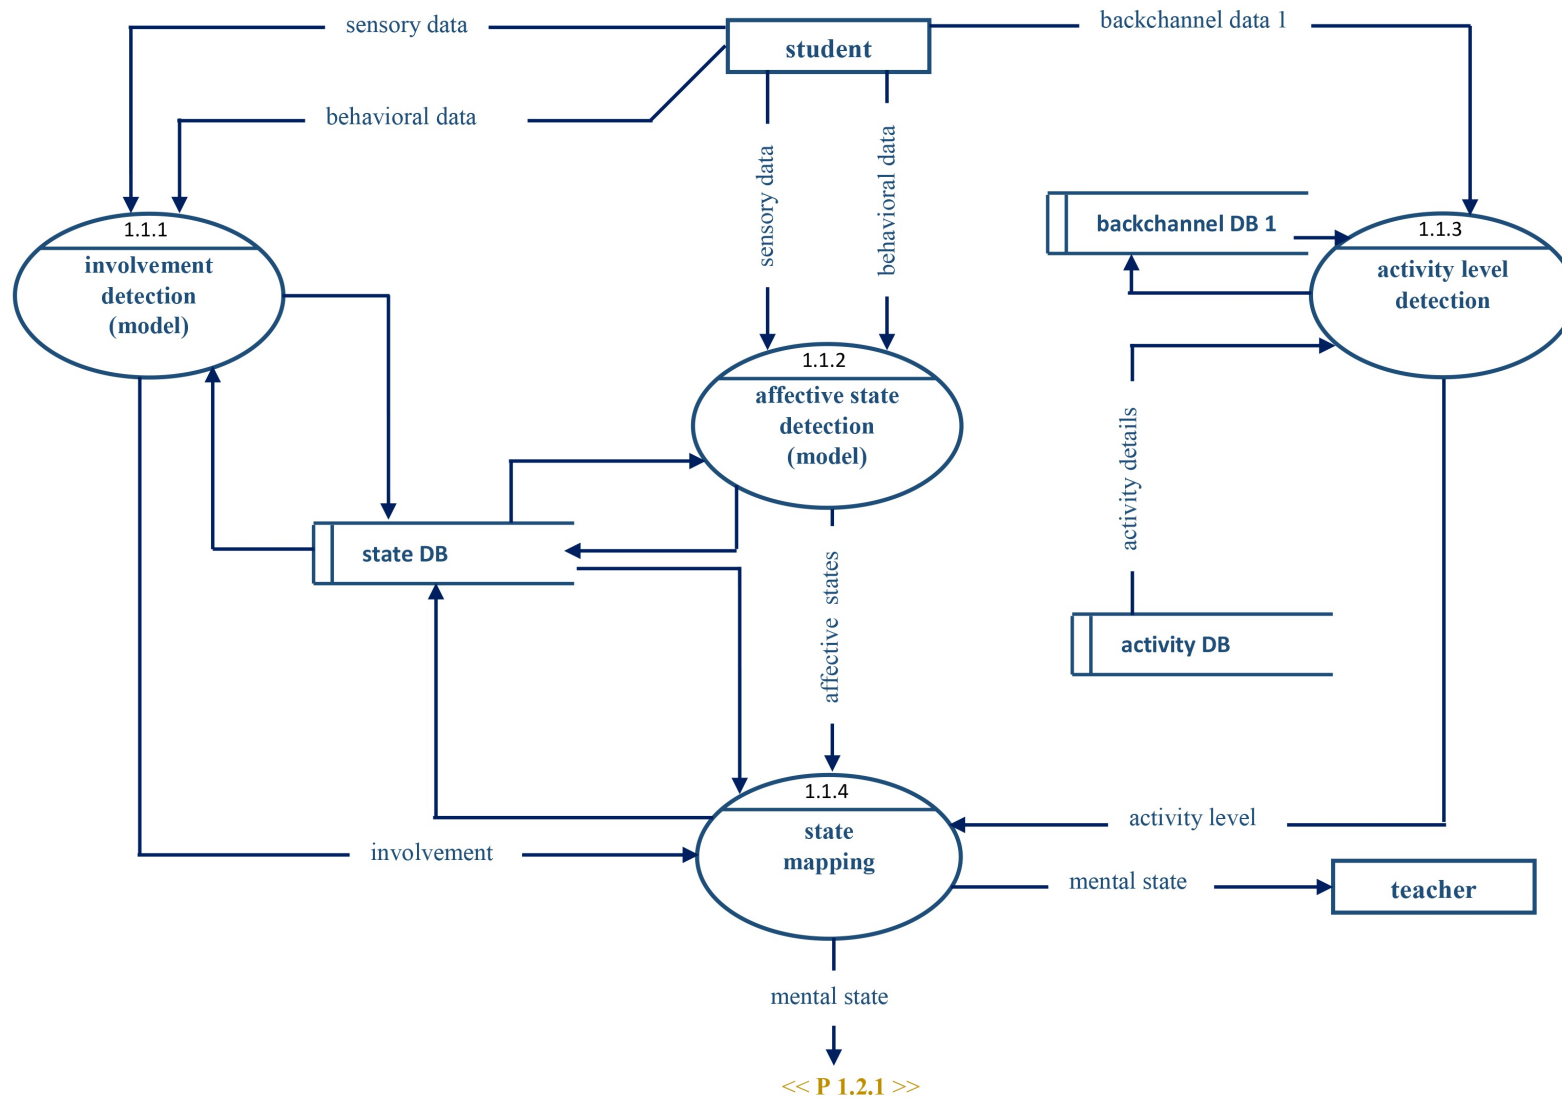 sensory data
student
backchannel data 1
behavioral data
sensory data
behavioral data
backchannel DB 1
1.1.1
involvement
detection
(model)
1.1.3
activity level
detection
1.1.2
affective state
detection
(model)
activity details
state DB
affective states
activity DB
1.1.4
state
mapping
activity level
involvement
mental state
teacher
mental state
<< P 1.2.1 >>